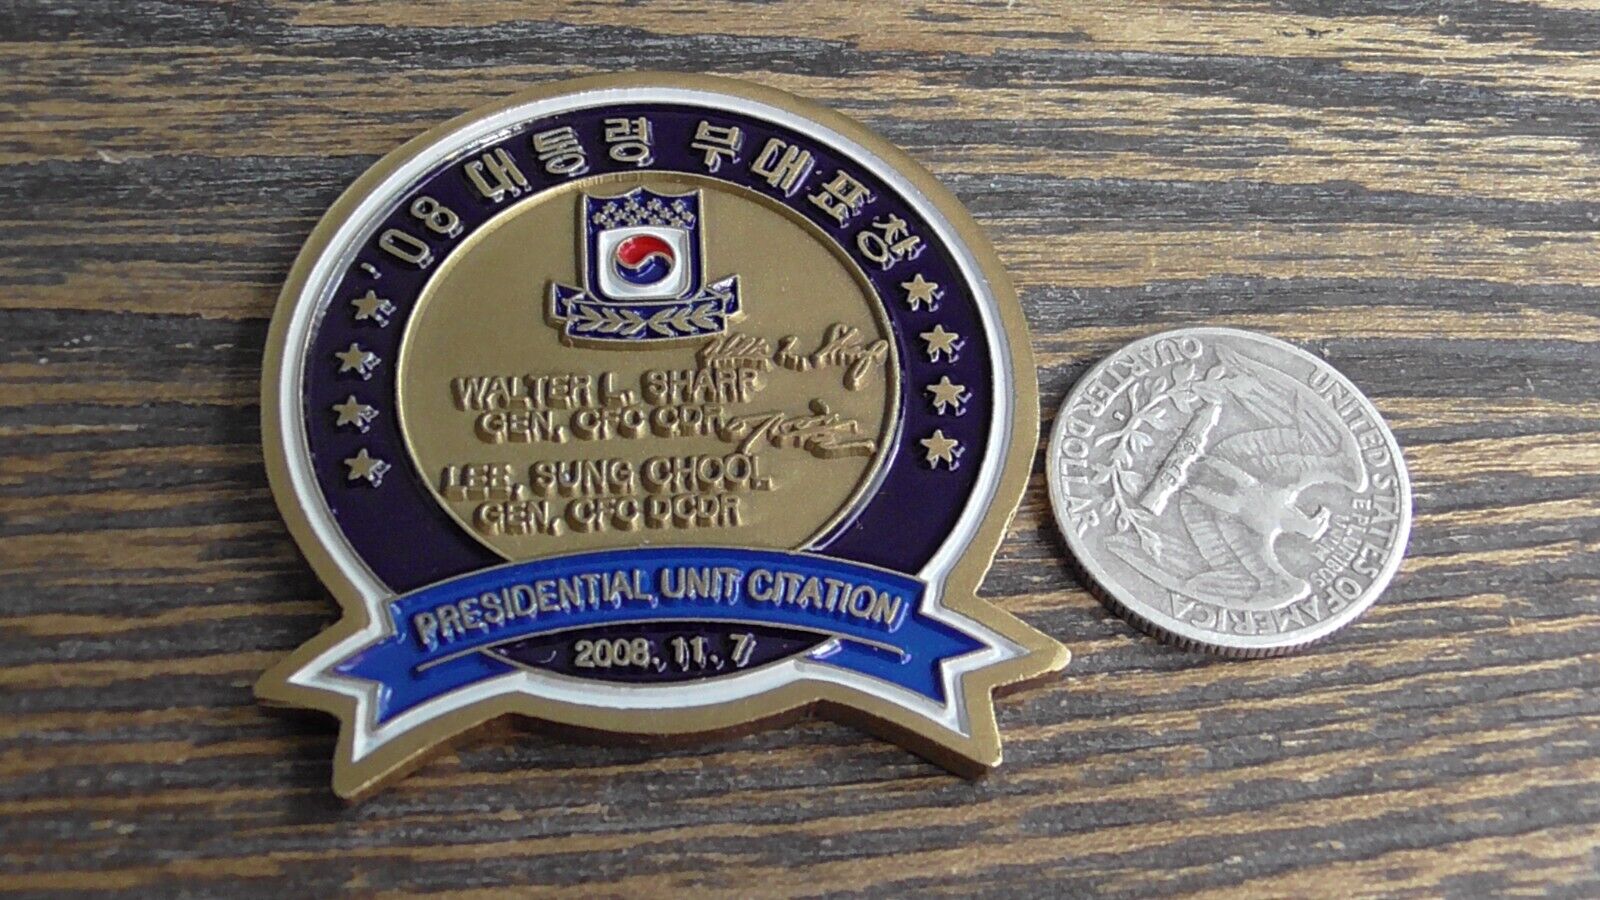 '08 대통령 부대표창
WALTER L. SHARP
GEN, CFC CDR
LEE, SUNG CHOOL
GEN, CFC DCDR
PRESIDENTIAL UNIT CITATION
2008. 11. 7
UNITED STATES OF AMERICA
E PLURIBUS UNUM
QUARTER DOLLAR